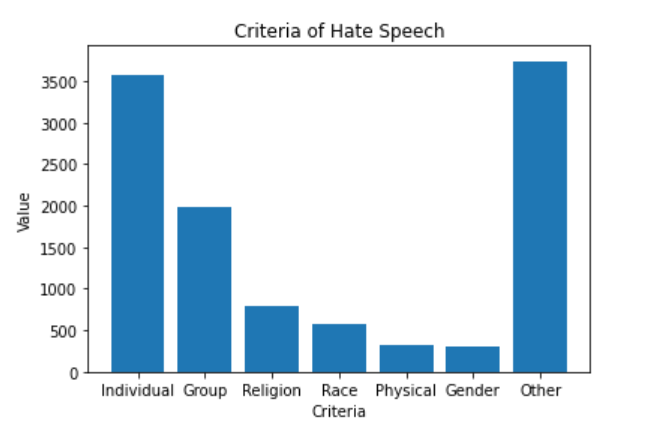 Criteria of Hate Speech
3500
3000
2500
2000
1500
1000
500
0
Value
Individual Group Religion Race Physical Gender Other
Criteria